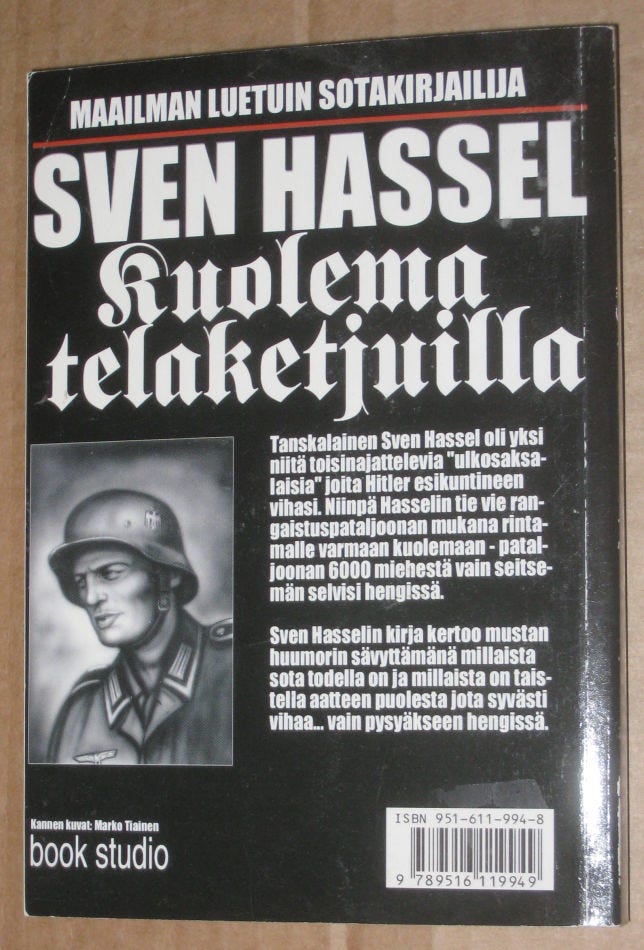 MAAILMAN LUETUIN SOTAKIRJAILIJA
SVEN HASSEL
Kuolema
telaketjuilla
Tanskalainen Sven Hassel oli yksi
niitä toisinajattelevia "ulkosaksa-
laisia" joita Hitler esikuntineen
vihasi. Niinpä Hasselin tie vie ran-
gaistuspataljoonan mukana rinta-
malle varmaan kuolemaan - patal-
joonan 6000 miehestä vain seitse-
män selvisi hengissä.
Sven Hasselin kirja kertoo mustan
huumorin sävyttämänä millaista
sota todella on ja millaista on tais-
tella aatteen puolesta jota syvästi
vihaa... vain pysyäkseen hengissä.
Kannen kuvat: Marko Tiainen
book studio
ISBN 951-611-994-8
9 789516 119949